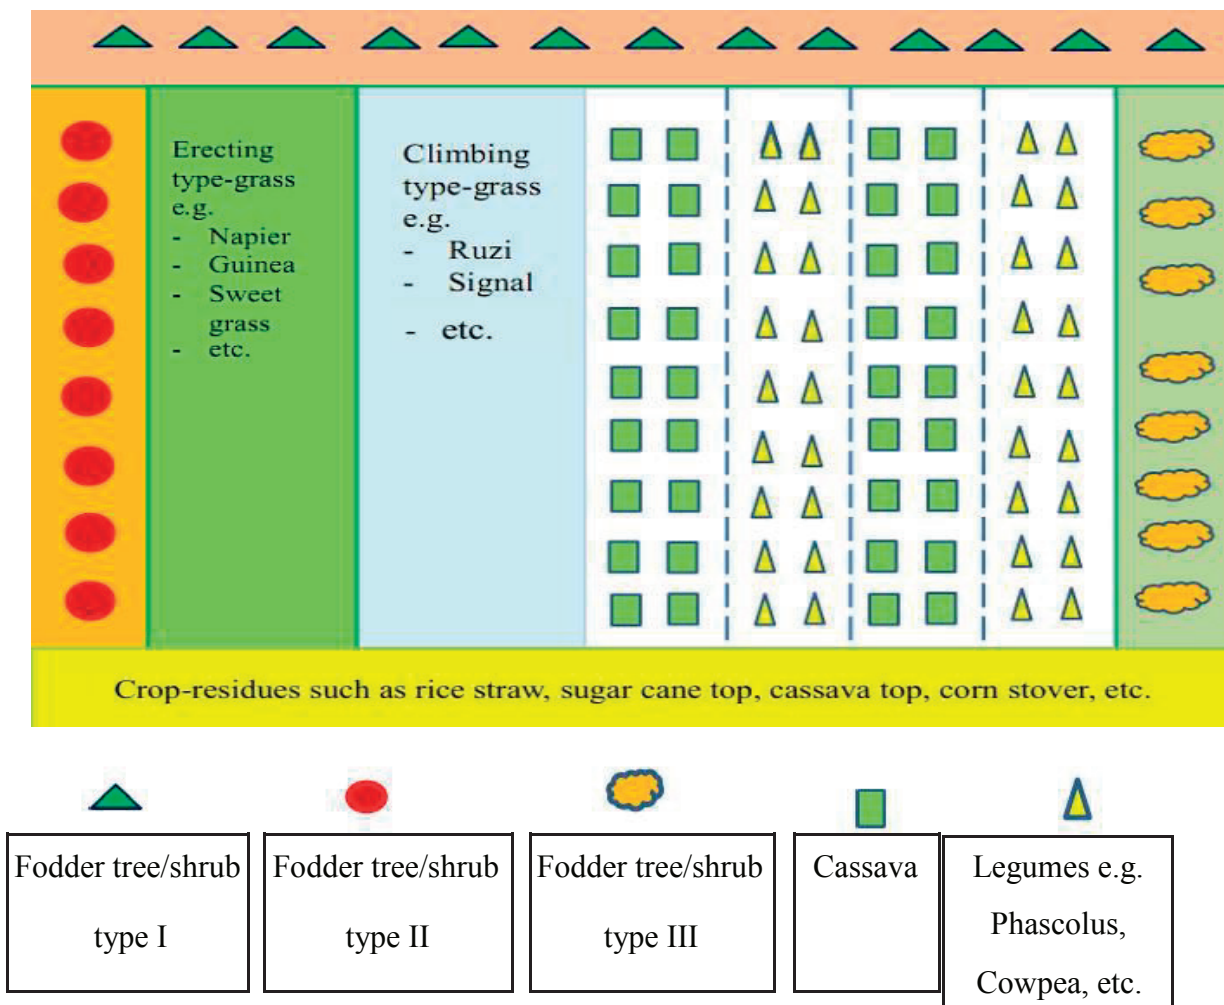 Erecting
type-grass
e.g.
- Napier
- Guinea
- Sweet
grass
- etc.
Climbing
type-grass
e.g.
- Ruzi
- Signal
- etc.
Crop-residues such as rice straw, sugar cane top, cassava top, corn stover, etc.
Fodder tree/shrub
type I
Fodder tree/shrub
type II
Fodder tree/shrub
type III
Cassava
Legumes e.g.
Phascolus,
Cowpea, etc.